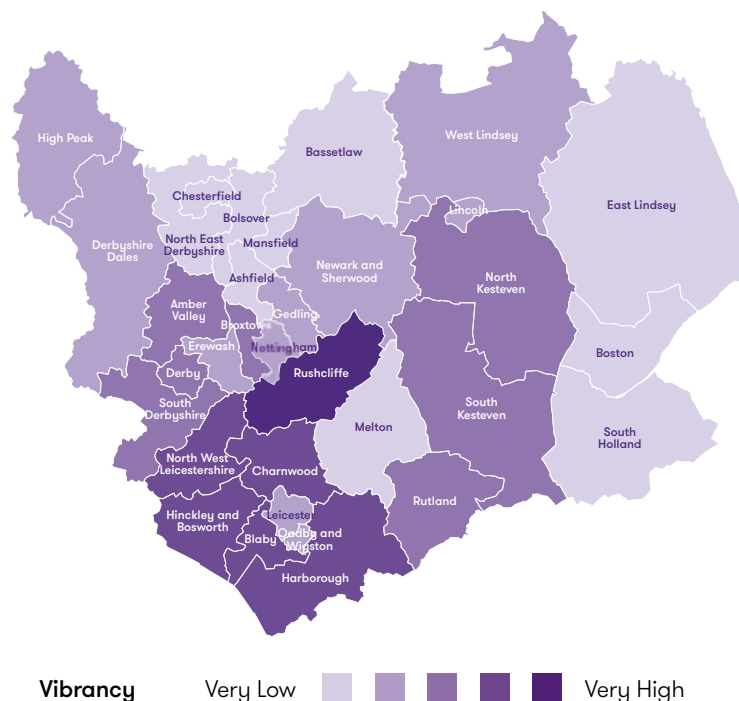 High Peak
West Lindsey
Bassetlaw
Chesterfield
East Lindsey
Lincoln
Bolsover
North East
Derbyshire
Mansfield
Derbyshire
Dales
Newark and
Sherwood
Ashfield
North
Kesteven
Amber
Valley
Gedling
Broxtowe
Erewash
Nottingham
Boston
Derby
Rushcliffe
South
Derbyshire
South
Kesteven
Melton
South
Holland
North West
Leicestershire
Charnwood
Rutland
Hinckley and
Bosworth
Leicester
Blaby
Oadby and
Wigston
Harborough
Vibrancy
Very Low
Very High